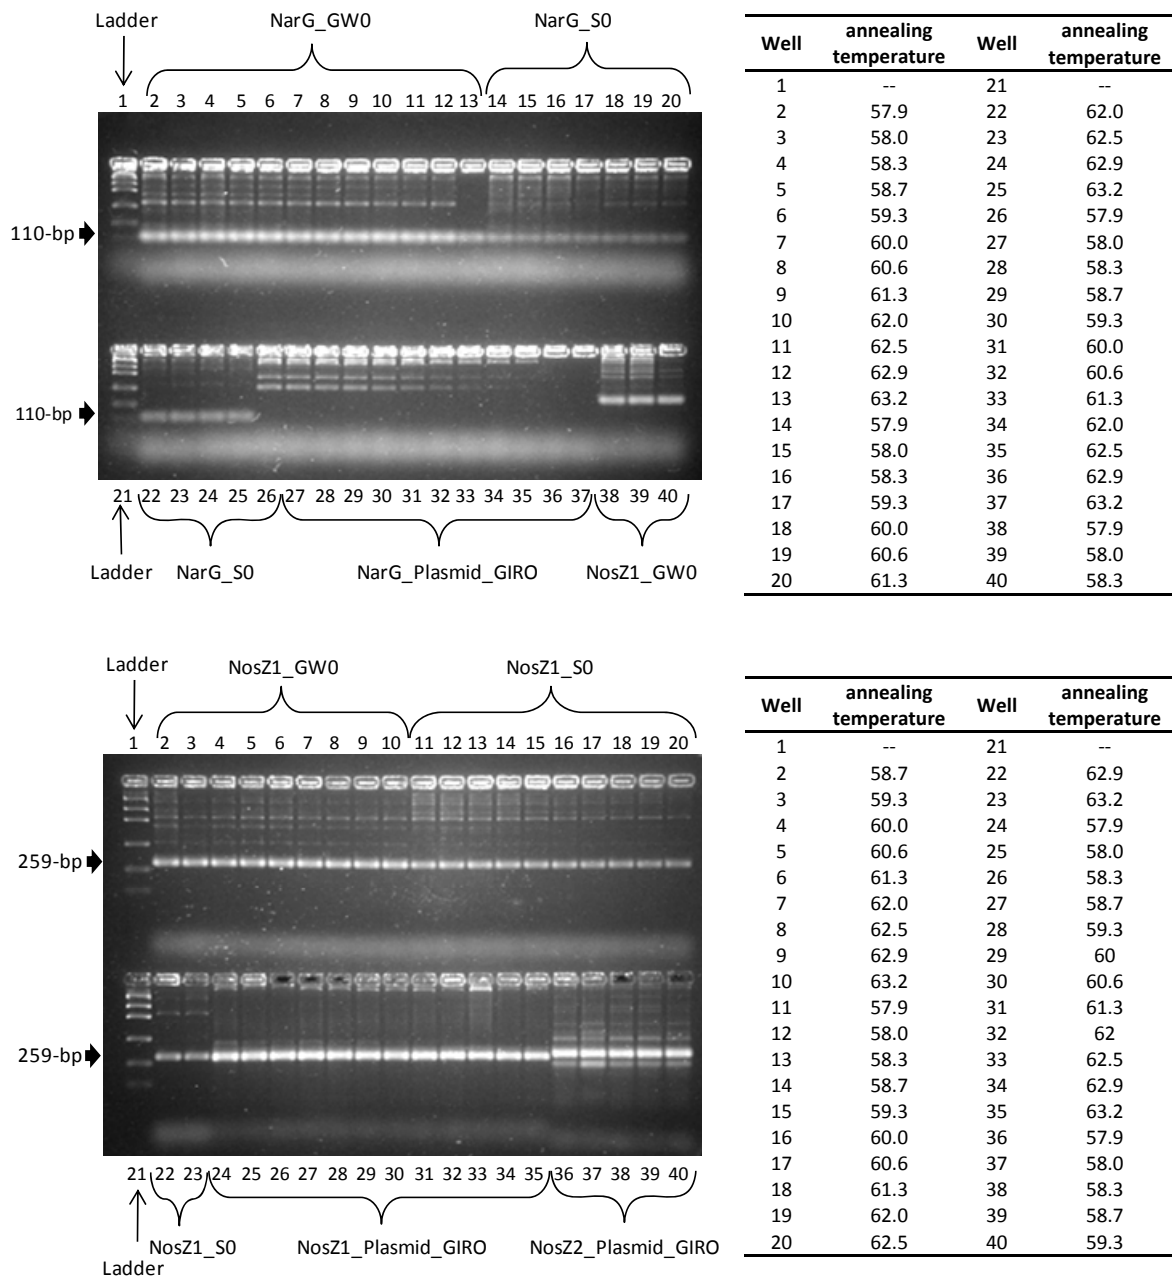 Ladder NarG_GW0 NarG_S0
1 2 3 4 5 6 7 8 9 10 11 12 13 14 15 16 17 18 19 20
110-bp
110-bp
21 22 23 24 25 26 27 28 29 30 31 32 33 34 35 36 37 38 39 40
Ladder NarG_S0 NarG_Plasmid_GIRO NosZ1_GW0
Well annealing temperature Well annealing temperature
1 -- 21 --
2 57.9 22 62.0
3 58.0 23 62.5
4 58.3 24 62.9
5 58.7 25 63.2
6 59.3 26 57.9
7 60.0 27 58.0
8 60.6 28 58.3
9 61.3 29 58.7
10 62.0 30 59.3
11 62.5 31 60.0
12 62.9 32 60.6
13 63.2 33 61.3
14 57.9 34 62.0
15 58.0 35 62.5
16 58.3 36 62.9
17 59.3 37 63.2
18 60.0 38 57.9
19 60.6 39 58.0
20 61.3 40 58.3
Ladder NosZ1_GW0 NosZ1_S0
1 2 3 4 5 6 7 8 9 10 11 12 13 14 15 16 17 18 19 20
259-bp
259-bp
21 22 23 24 25 26 27 28 29 30 31 32 33 34 35 36 37 38 39 40
NosZ1_S0 NosZ1_Plasmid_GIRO NosZ2_Plasmid_GIRO
Ladder
Well annealing temperature Well annealing temperature
1 -- 21 --
2 58.7 22 62.9
3 59.3 23 63.2
4 60.0 24 57.9
5 60.6 25 58.0
6 61.3 26 58.3
7 62.0 27 58.7
8 62.5 28 59.3
9 62.9 29 60
10 63.2 30 60.6
11 57.9 31 61.3
12 58.0 32 62
13 58.3 33 62.5
14 58.7 34 62.9
15 59.3 35 63.2
16 60.0 36 57.9
17 60.6 37 58.0
18 61.3 38 58.3
19 62.0 39 58.7
20 62.5 40 59.3